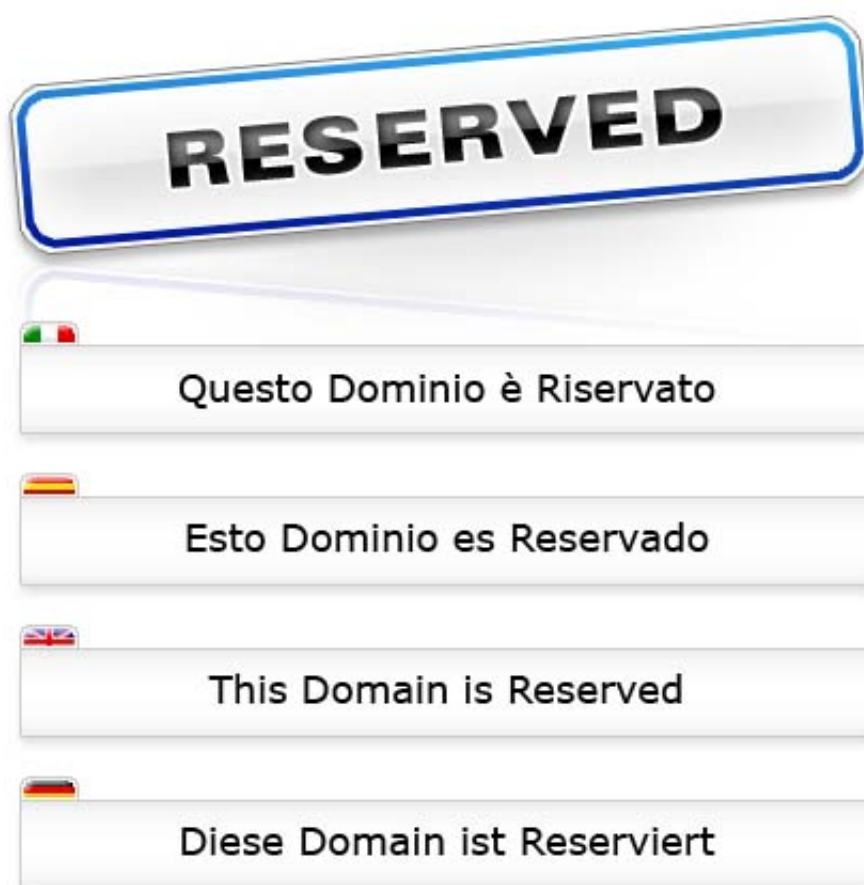 RESERVED
Questo Dominio è Riservato
Esto Dominio es Reservado
This Domain is Reserved
Diese Domain ist Reserviert